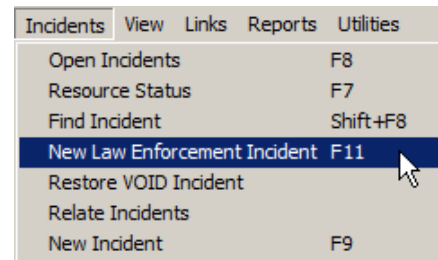 Incidents View Links Reports Utilities
Open Incidents F8
Resource Status F7
Find Incident Shift+F8
New Law Enforcement Incident F11
Restore VOID Incident
Relate Incidents
New Incident F9